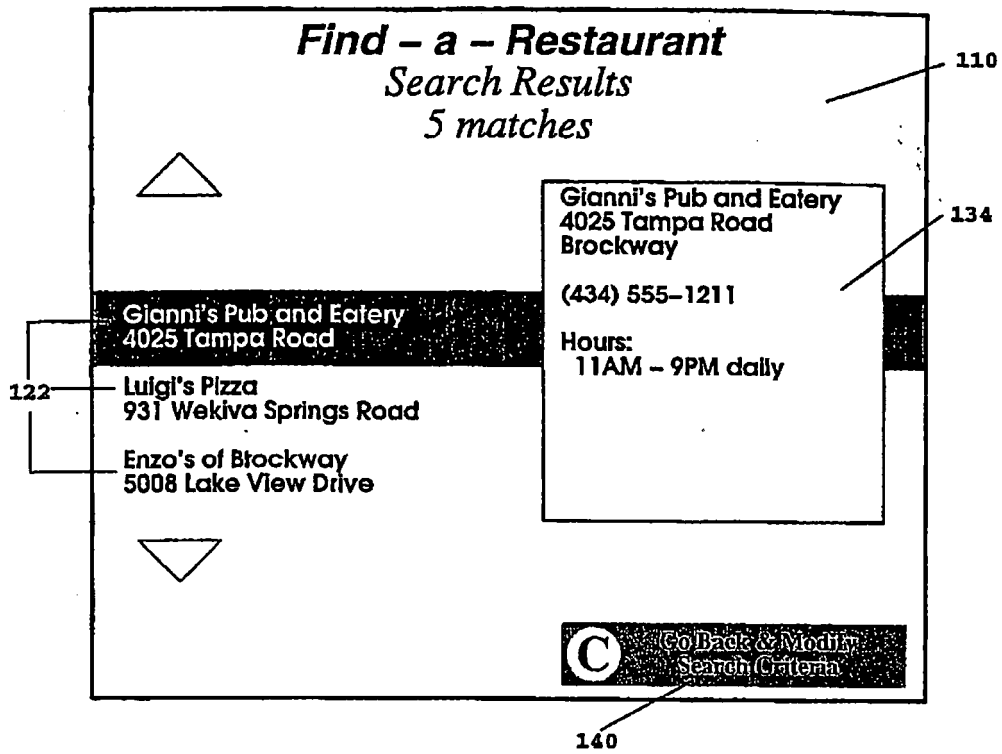 Find – a – Restaurant
Search Results
5 matches
110
Gianni's Pub and Eatery
4025 Tampa Road
Brockway
134
(434) 555–1211
Hours:
11AM – 9PM daily
Gianni's Pub and Eatery
4025 Tampa Road
122
Luigi's Pizza
931 Wekiva Springs Road
Enzo's of Brockway
5008 Lake View Drive
C
Go Back & Modify
Search Criteria
140